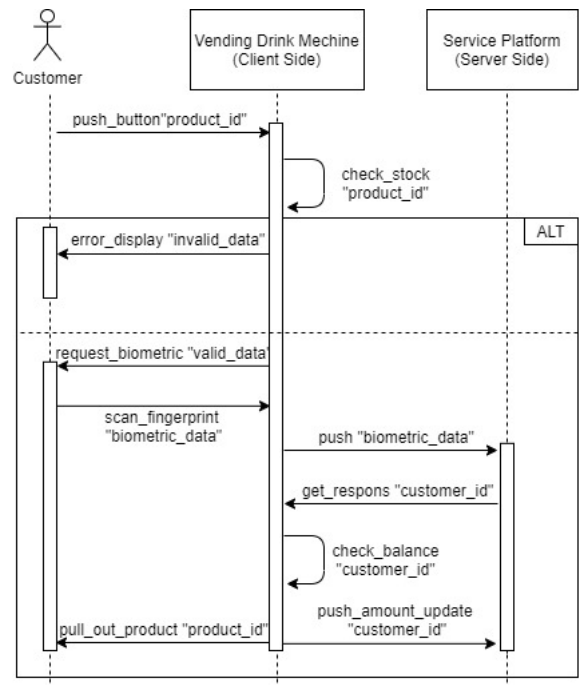 Customer
Vending Drink Mechine
(Client Side)
Service Platform
(Server Side)
push_button"product_id"
check_stock
"product_id"
ALT
error_display "invalid_data"
request_biometric "valid_data"
scan_fingerprint
"biometric_data"
push "biometric_data"
get_respons "customer_id"
check_balance
"customer_id"
push_amount_update
"customer_id"
pull_out_product "product_id"